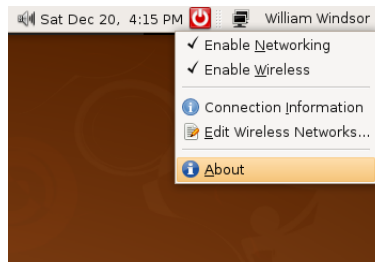 Sat Dec 20, 4:15 PM William Windsor
Enable Networking
Enable Wireless
Connection Information
Edit Wireless Networks...
About